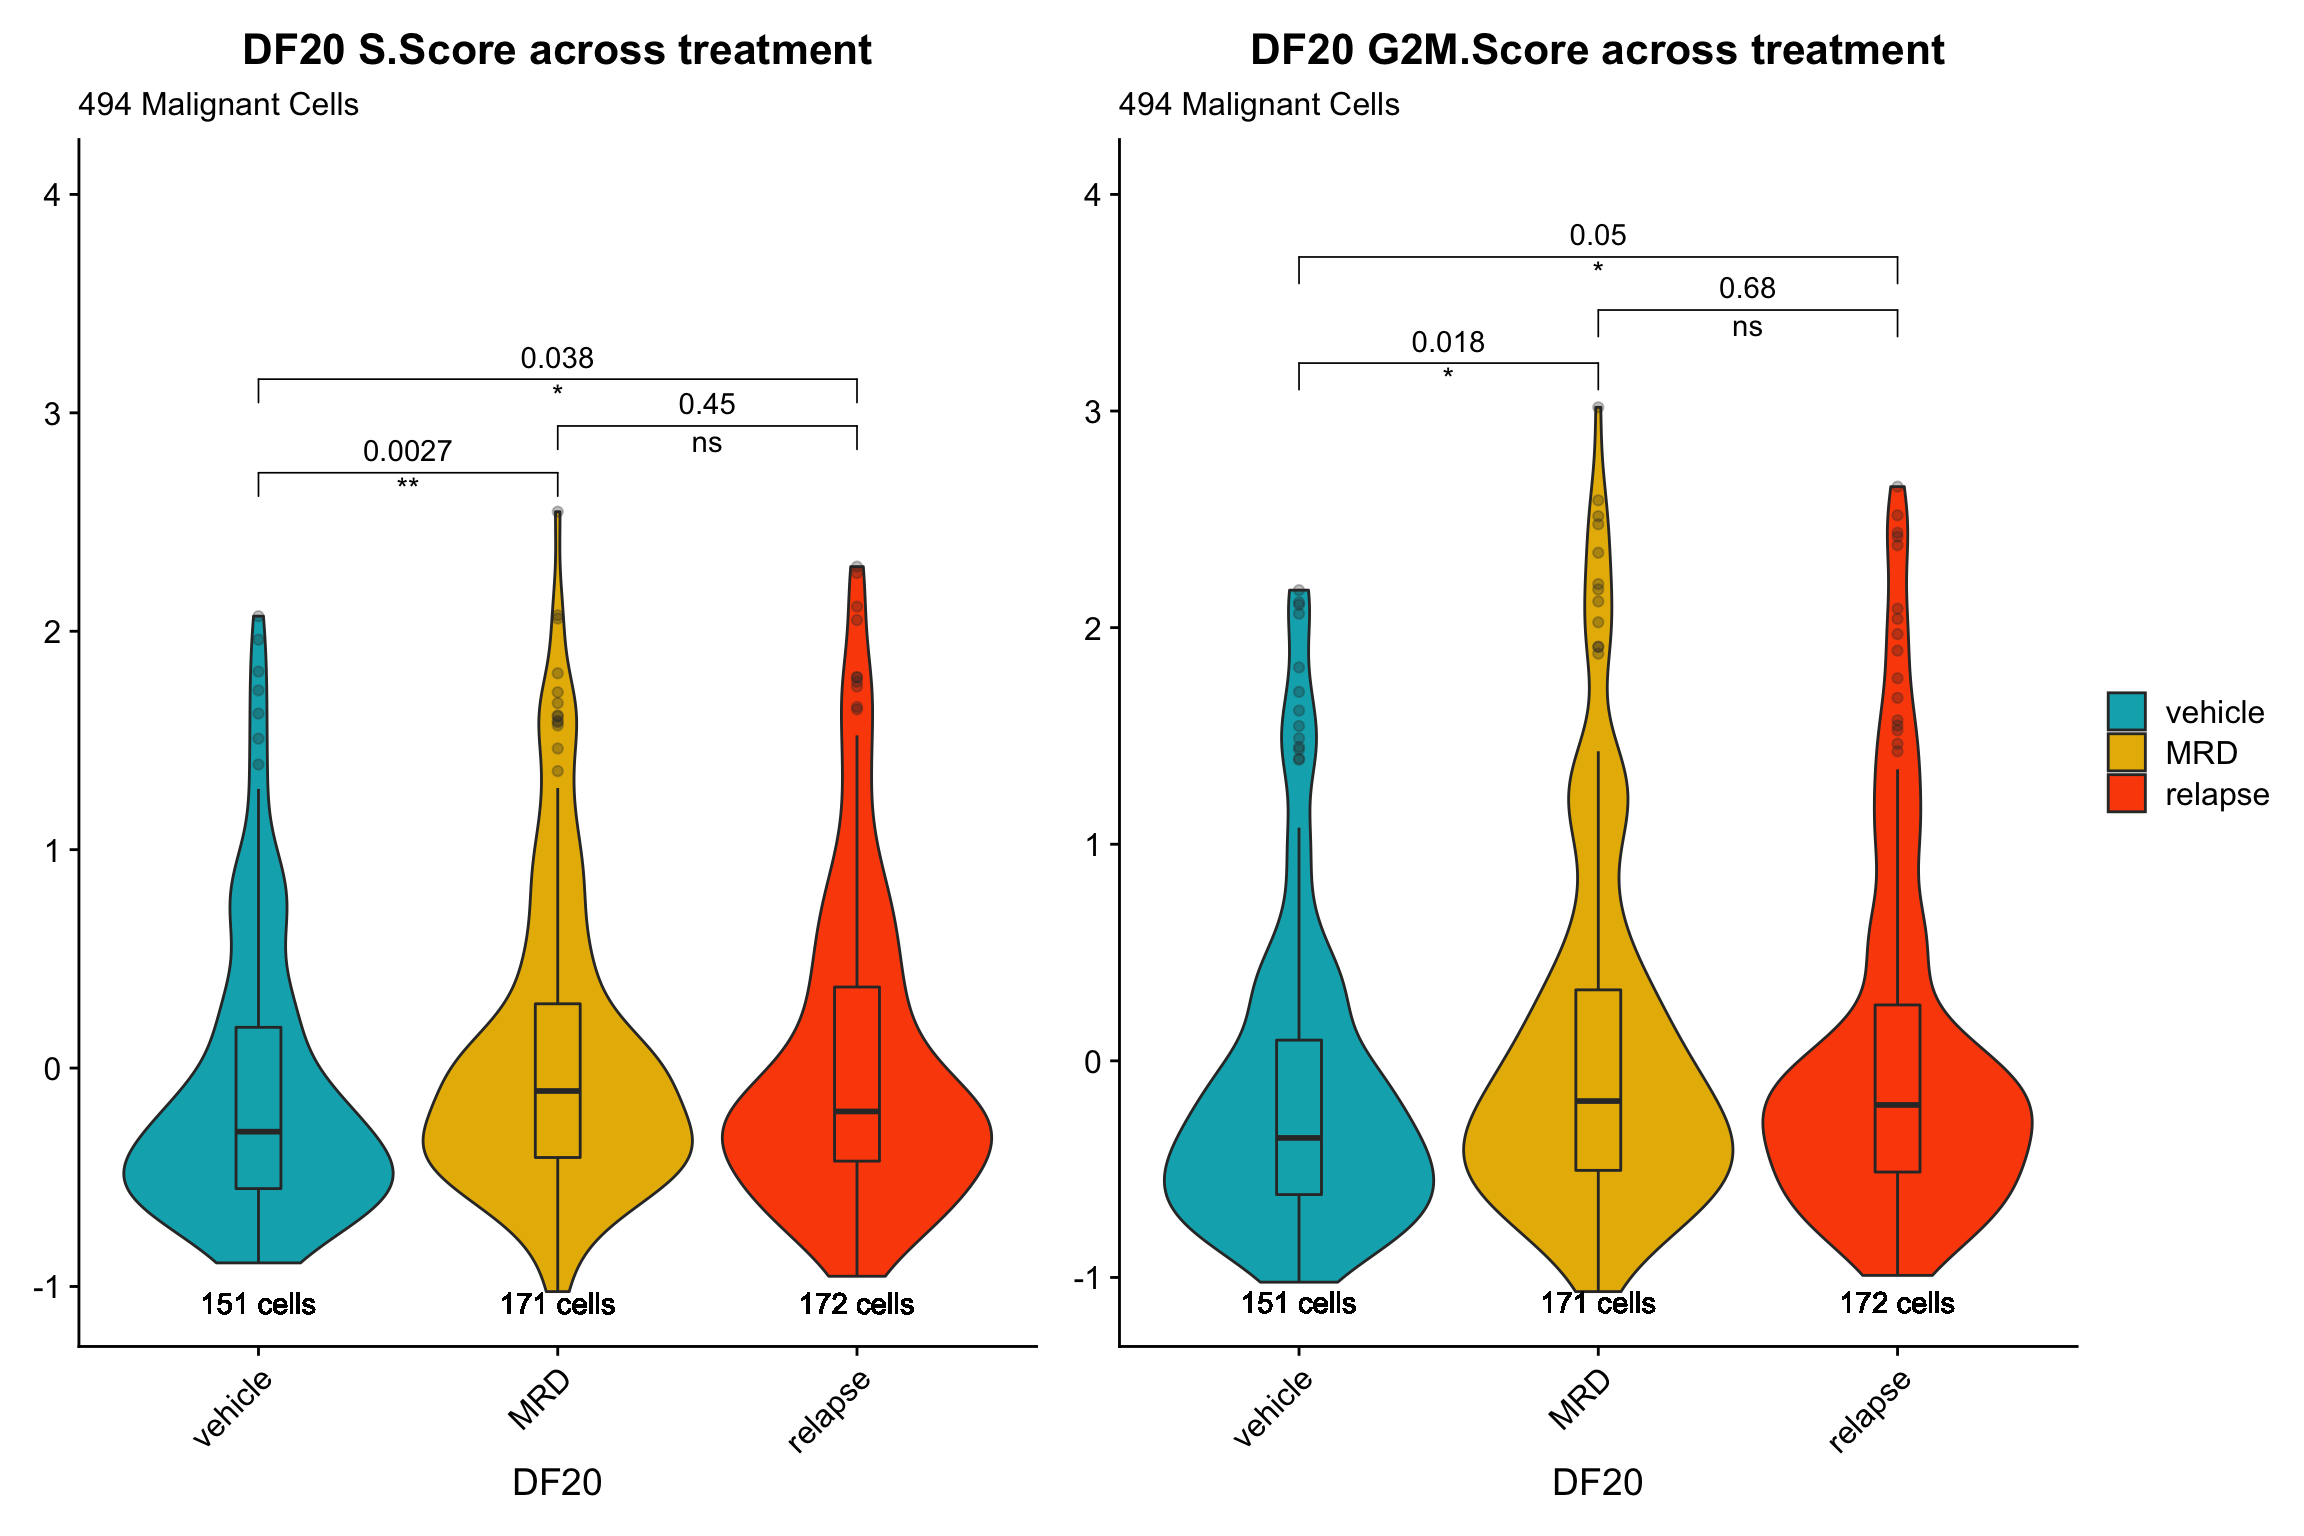 DF20 S.Score across treatment
494 Malignant Cells
4
3
2
1
0
-1
0.038
*
0.45
ns
0.0027
**
151 cells
171 cells
172 cells
vehicle
MRD
relapse
DF20
DF20 G2M.Score across treatment
494 Malignant Cells
4
3
2
1
0
-1
0.05
*
0.68
ns
0.018
*
151 cells
171 cells
172 cells
vehicle
MRD
relapse
DF20
vehicle
MRD
relapse